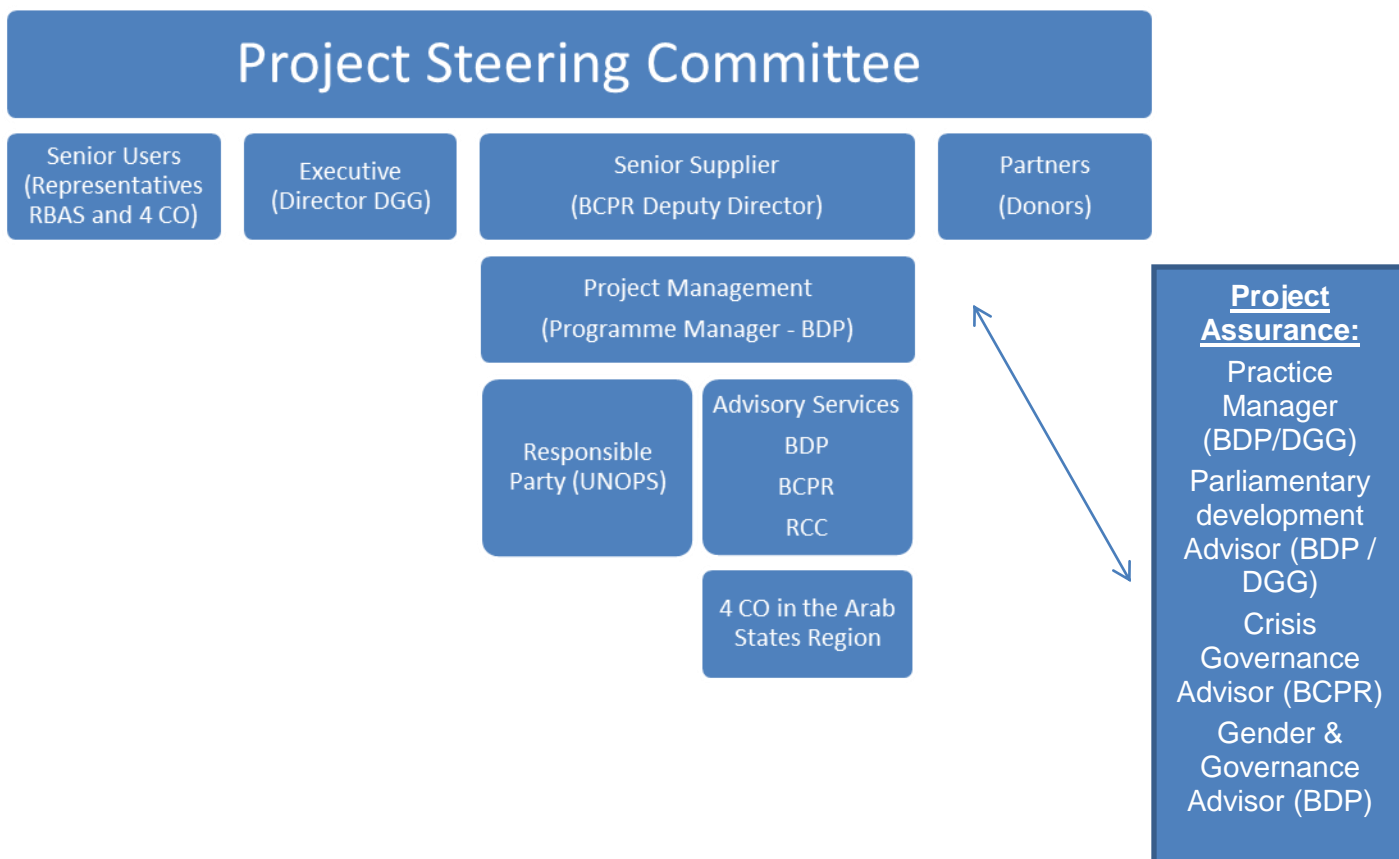 Project Steering Committee
Senior Users
(Representatives
RBAS and 4 CO)
Executive
(Director DGG)
Senior Supplier
(BCPR Deputy Director)
Partners
(Donors)
Project Management
(Programme Manager - BDP)
Responsible
Party (UNOPS)
Advisory Services
BDP
BCPR
RCC
4 CO in the Arab
States Region
Project
Assurance:
Practice
Manager
(BDP/DGG)
Parliamentary
development
Advisor (BDP /
DGG)
Crisis
Governance
Advisor (BCPR)
Gender &
Governance
Advisor (BDP)